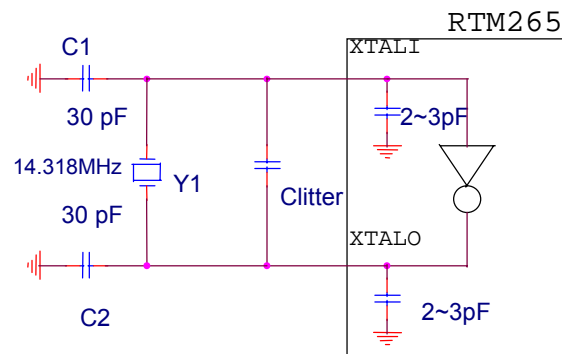 RTM265
C1
XTALI
30 pF
2~3pF
14.318MHz
Y1
Clitter
30 pF
XTALO
C2
2~3pF